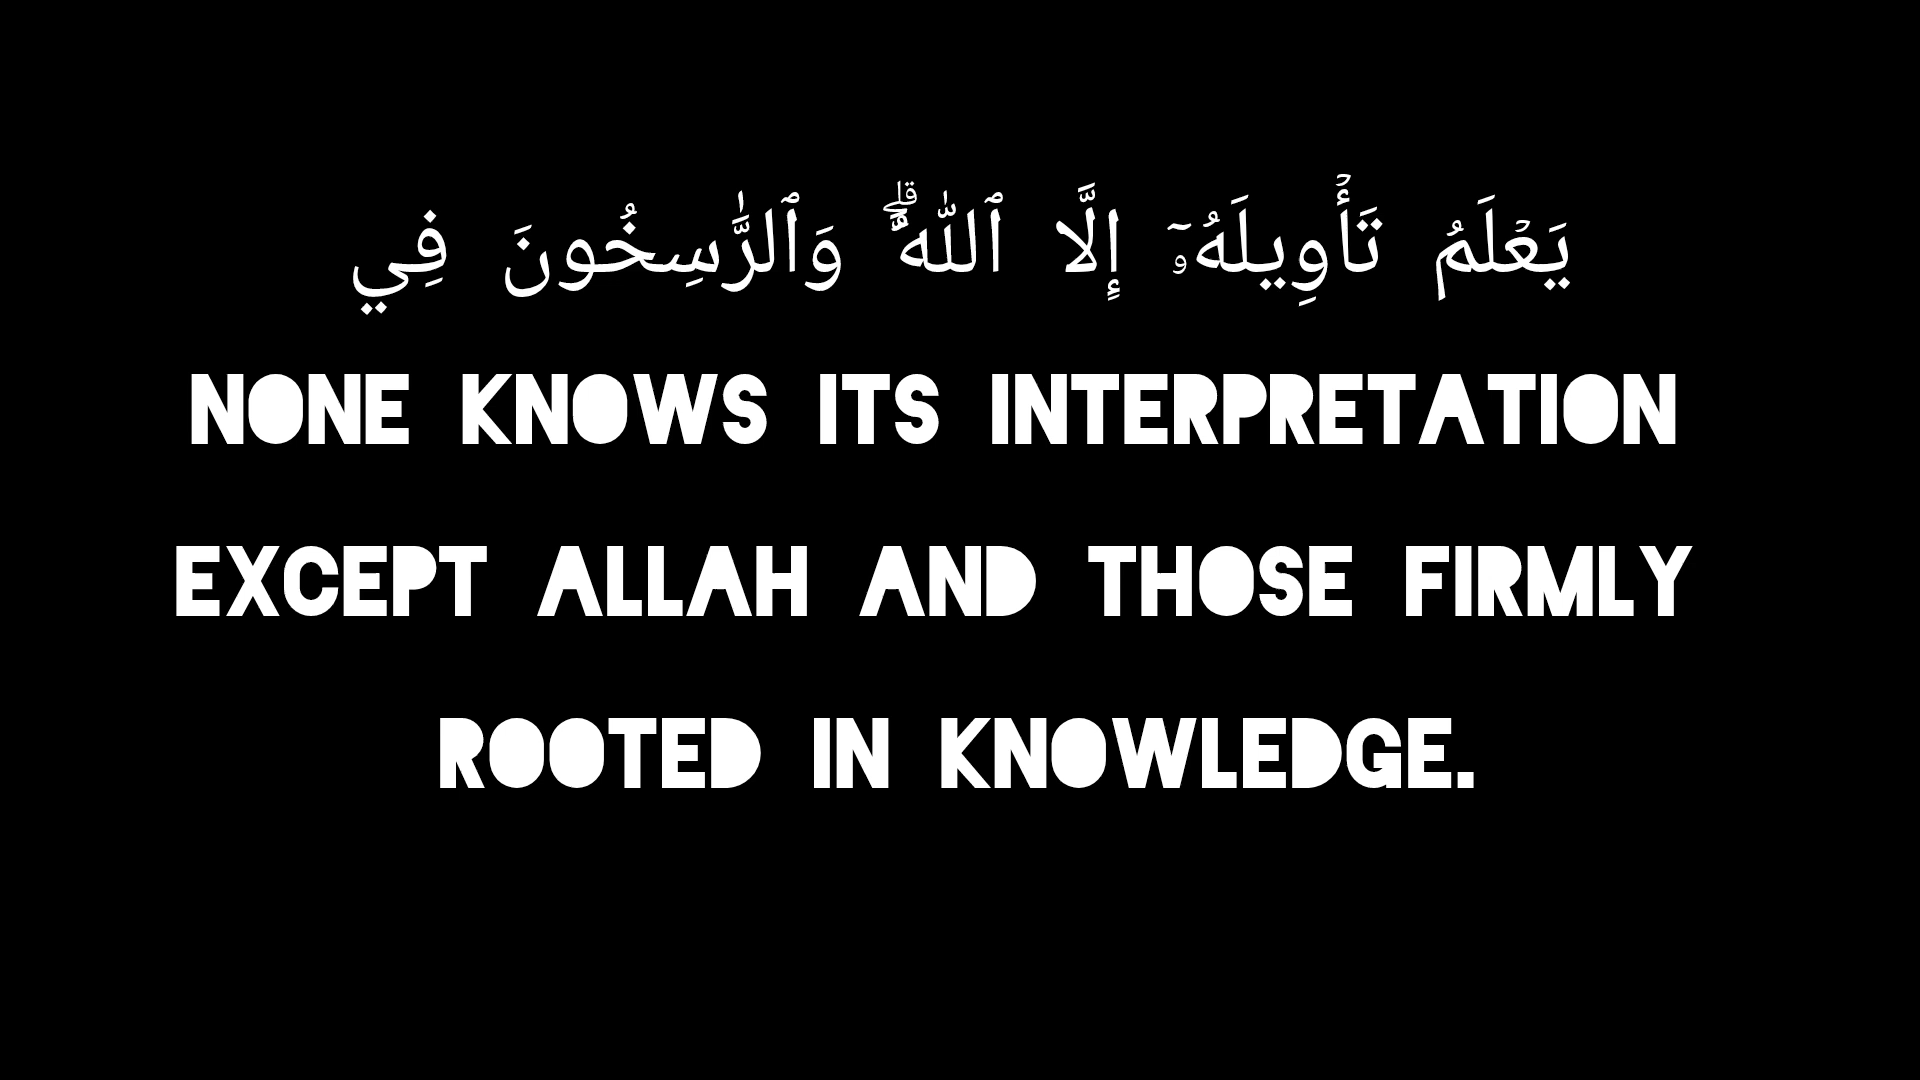 يَعۡلَمُ تَأۡوِيلَهُۥٓ إِلَّا ٱللَّهُۗ وَٱلرَّٰسِخُونَ فِي
NONE KNOWS ITS INTERPRETATION
EXCEPT ALLAH AND THOSE FIRMLY
ROOTED IN KNOWLEDGE.